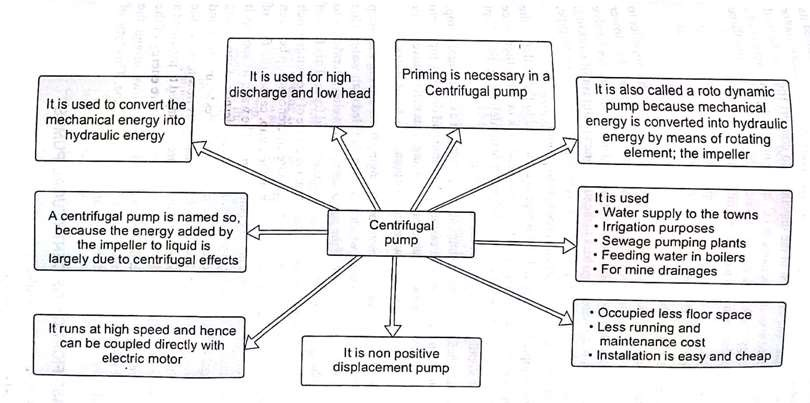 It is used for high
discharge and low head
Priming is necessary in a
Centrifugal pump
It is used to convert the
mechanical energy into
hydraulic energy
It is also called a roto dynamic
pump because mechanical
energy is converted into hydraulic
energy by means of rotating
element; the impeller
A centrifugal pump is named so,
because the energy added by
the impeller to liquid is
largely due to centrifugal effects
Centrifugal
pump
It is used
• Water supply to the towns
• Irrigation purposes
• Sewage pumping plants
• Feeding water in boilers
• For mine drainages
It runs at high speed and hence
can be coupled directly with
electric motor
It is non positive
displacement pump
• Occupied less floor space
• Less running and
maintenance cost
• Installation is easy and cheap